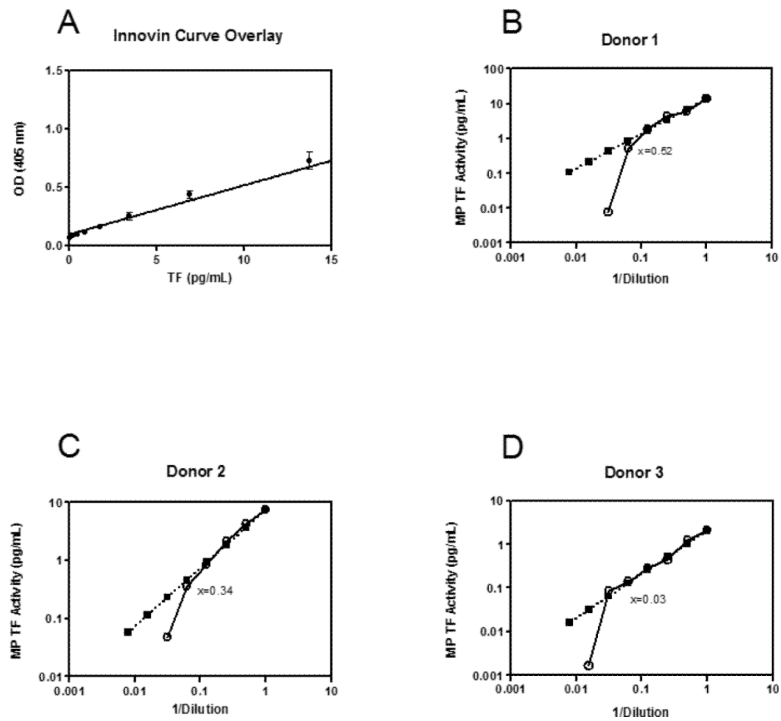 A
Innovin Curve Overlay
1.5
1.0
0.5
0.0
OD (405 nm)
0
5
10
15
TF (pg/mL)
B
Donor 1
100
10
1
0.1
0.01
0.001
MP TF Activity (pg/mL)
x=0.52
0.001
0.01
0.1
1
10
1/Dilution
C
Donor 2
10
1
0.1
0.01
MP TF Activity (pg/mL)
x=0.34
0.001
0.01
0.1
1
10
1/Dilution
D
Donor 3
10
1
0.1
0.01
0.001
MP TF Activity (pg/mL)
x=0.03
0.001
0.01
0.1
1
10
1/Dilution